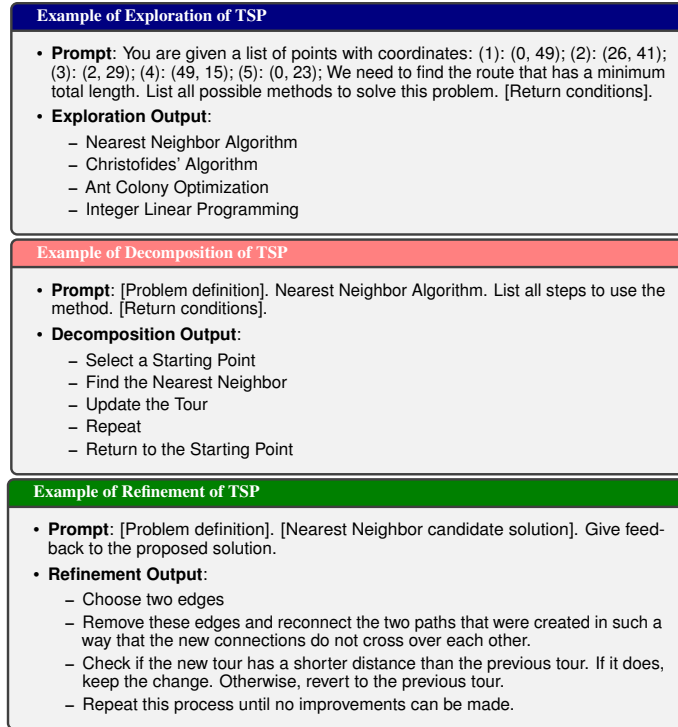 Example of Exploration of TSP
• Prompt: You are given a list of points with coordinates: (1): (0, 49); (2): (26, 41);
(3): (2, 29); (4): (49, 15); (5): (0, 23); We need to find the route that has a minimum
total length. List all possible methods to solve this problem. [Return conditions].
• Exploration Output:
– Nearest Neighbor Algorithm
– Christofides' Algorithm
– Ant Colony Optimization
– Integer Linear Programming
Example of Decomposition of TSP
• Prompt: [Problem definition]. Nearest Neighbor Algorithm. List all steps to use the
method. [Return conditions].
• Decomposition Output:
– Select a Starting Point
– Find the Nearest Neighbor
– Update the Tour
– Repeat
– Return to the Starting Point
Example of Refinement of TSP
• Prompt: [Problem definition]. [Nearest Neighbor candidate solution]. Give feed-
back to the proposed solution.
• Refinement Output:
– Choose two edges
– Remove these edges and reconnect the two paths that were created in such a
way that the new connections do not cross over each other.
– Check if the new tour has a shorter distance than the previous tour. If it does,
keep the change. Otherwise, revert to the previous tour.
– Repeat this process until no improvements can be made.